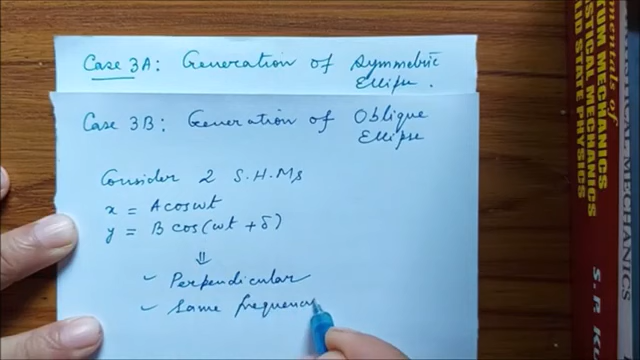 Case 3A: Generation of Symmetric
Ellipse.
Case 3B: Generation of Oblique
Ellipse
Consider 2 S.H.Ms
x = A cos ωt
y = B cos (ωt + δ)
⇓
- Perpendicular
- Same frequenc
STATISTICAL MECHANICS
S. R. K